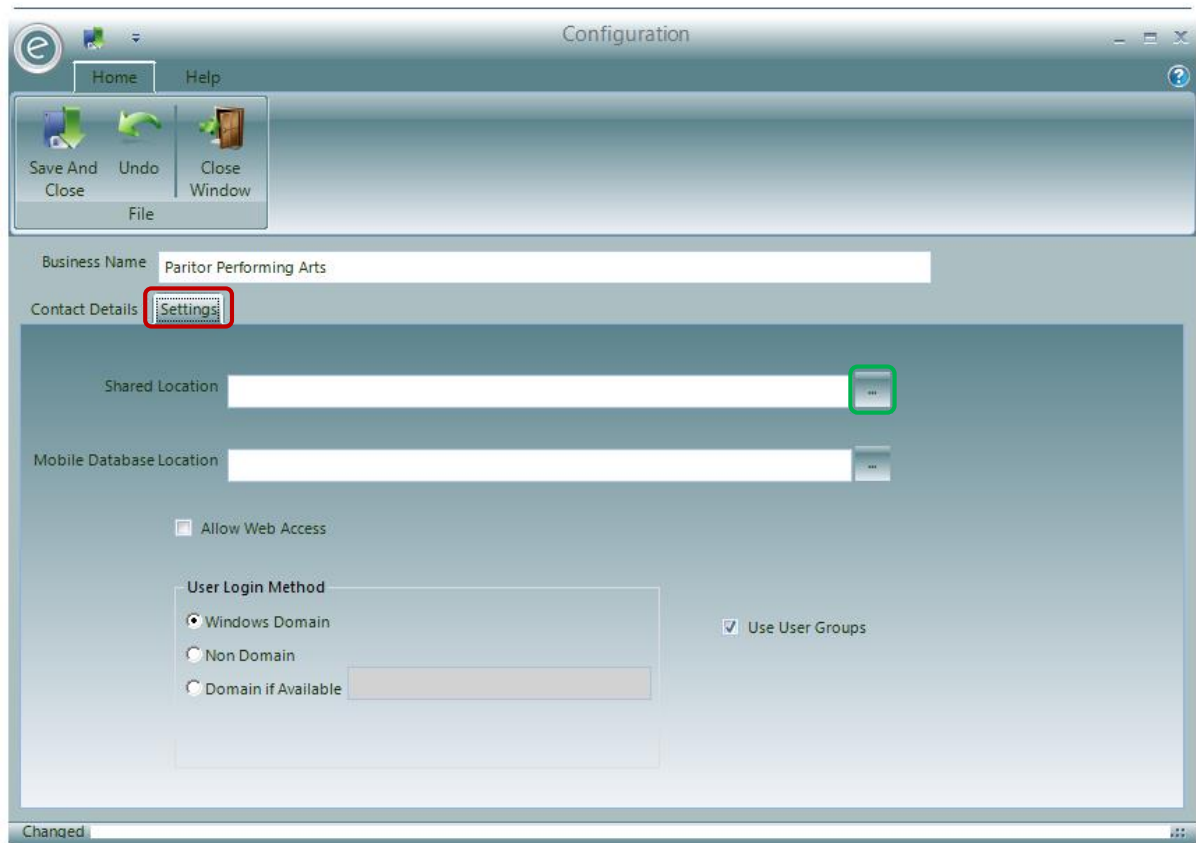 Configuration
Home Help
Save And Close
Undo
Close Window
File
Business Name Paritor Performing Arts
Contact Details Settings
Shared Location ...
Mobile Database Location ...
Allow Web Access
User Login Method
Windows Domain
Use User Groups
Non Domain
Domain if Available
Changed